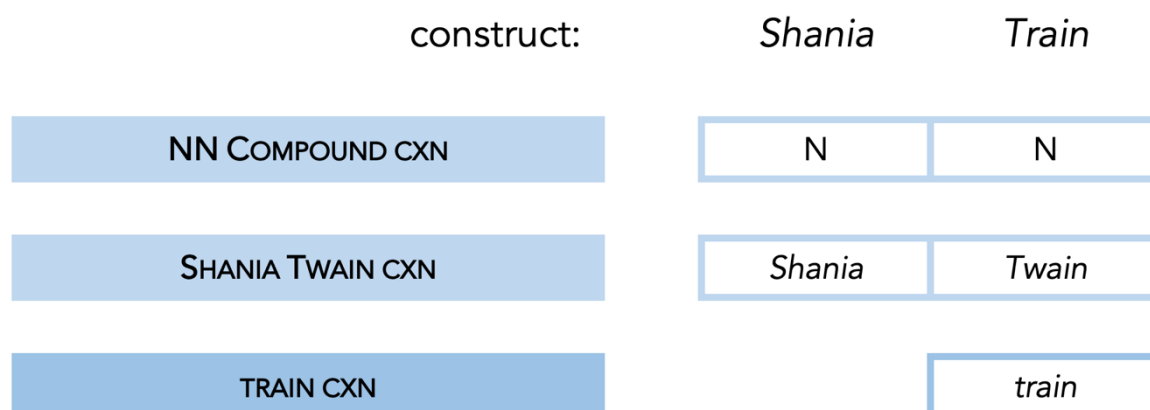 construct: Shania Train
NN COMPOUND CXN N N
SHANIA TWAIN CXN Shania Twain
TRAIN CXN train